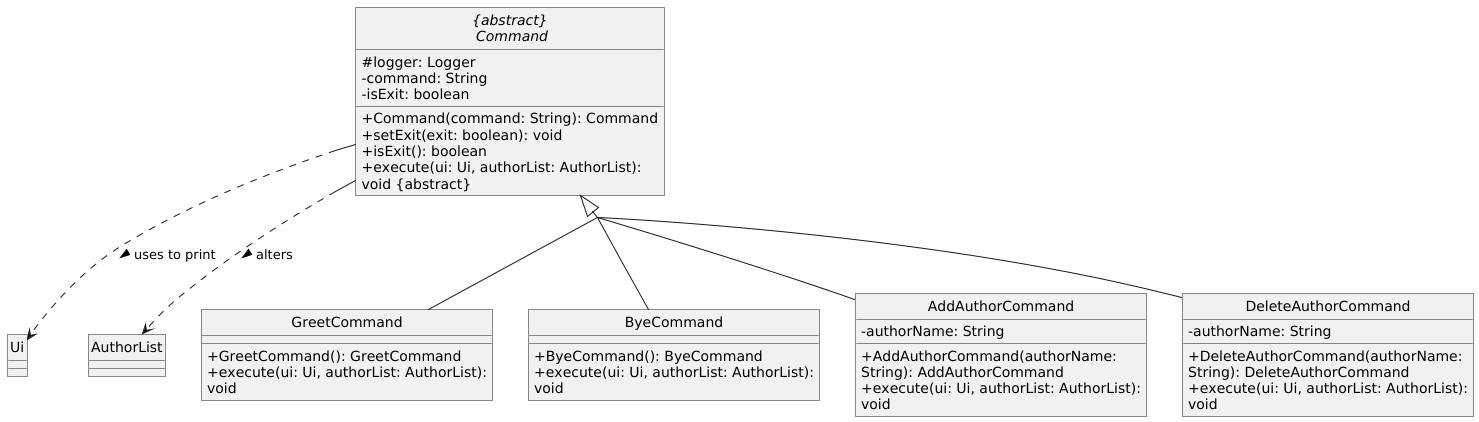 {abstract}
Command
#logger: Logger
-command: String
-isExit: boolean
+Command(command: String): Command
+setExit(exit: boolean): void
+isExit(): boolean
+execute(ui: Ui, authorList: AuthorList):
void {abstract}
uses to print
alters
Ui
AuthorList
GreetCommand
+GreetCommand(): GreetCommand
+execute(ui: Ui, authorList: AuthorList):
void
ByeCommand
+ByeCommand(): ByeCommand
+execute(ui: Ui, authorList: AuthorList):
void
AddAuthorCommand
-authorName: String
+AddAuthorCommand(authorName:
String): AddAuthorCommand
+execute(ui: Ui, authorList: AuthorList):
void
DeleteAuthorCommand
-authorName: String
+DeleteAuthorCommand(authorName:
String): DeleteAuthorCommand
+execute(ui: Ui, authorList: AuthorList):
void